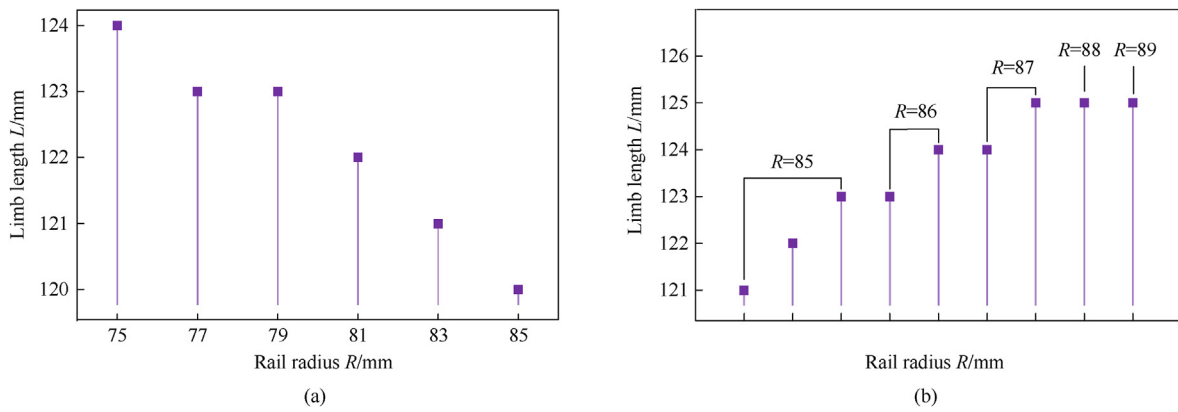 124
123
122
121
120
Limb length L/mm
75 77 79 81 83 85
Rail radius R/mm
(a)
126
125
124
123
122
121
Limb length L/mm
R=85
R=86
R=87
R=88
R=89
Rail radius R/mm
(b)